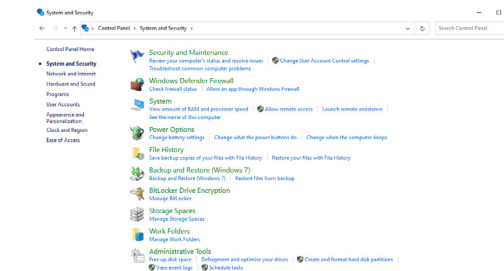 System and Security
Control Panel > System and Security
Search Control Panel
Control Panel Home
System and Security
Network and Internet
Hardware and Sound
Programs
User Accounts
Appearance and
Personalization
Clock and Region
Ease of Access
Security and Maintenance
Review your computer's status and resolve issues | Change User Account Control settings |
Troubleshoot common computer problems
Windows Defender Firewall
Check firewall status | Allow an app through Windows Firewall
System
View amount of RAM and processor speed | Allow remote access | Launch remote assistance |
See the name of this computer
Power Options
Change battery settings | Change what the power buttons do | Change when the computer sleeps
File History
Save backup copies of your files with File History | Restore your files with File History
Backup and Restore (Windows 7)
Backup and Restore (Windows 7) | Restore files from backup
BitLocker Drive Encryption
Manage BitLocker
Storage Spaces
Manage Storage Spaces
Work Folders
Manage Work Folders
Administrative Tools
Free up disk space | Defragment and optimize your drives | Create and format hard disk partitions |
View event logs | Schedule tasks